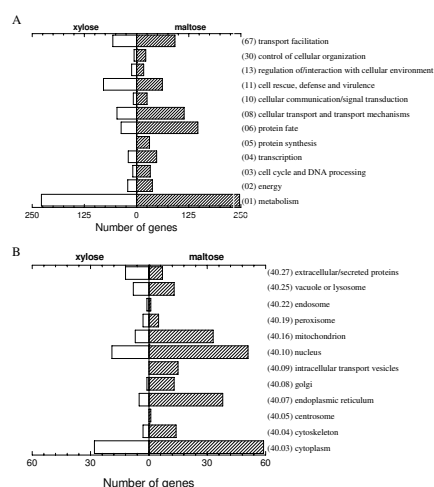 A
xylose maltose
(67) transport facilitation
(30) control of cellular organization
(13) regulation of/interaction with cellular environment
(11) cell rescue, defense and virulence
(10) cellular communication/signal transduction
(08) cellular transport and transport mechanisms
(06) protein fate
(05) protein synthesis
(04) transcription
(03) cell cycle and DNA processing
(02) energy
(01) metabolism
250 125 0 125 250
Number of genes
B
xylose maltose
(40.27) extracellular/secreted proteins
(40.25) vacuole or lysosome
(40.22) endosome
(40.19) peroxisome
(40.16) mitochondrion
(40.10) nucleus
(40.09) intracellular transport vesicles
(40.08) golgi
(40.07) endoplasmic reticulum
(40.05) centrosome
(40.04) cytoskeleton
(40.03) cytoplasm
60 30 0 30 60
Number of genes